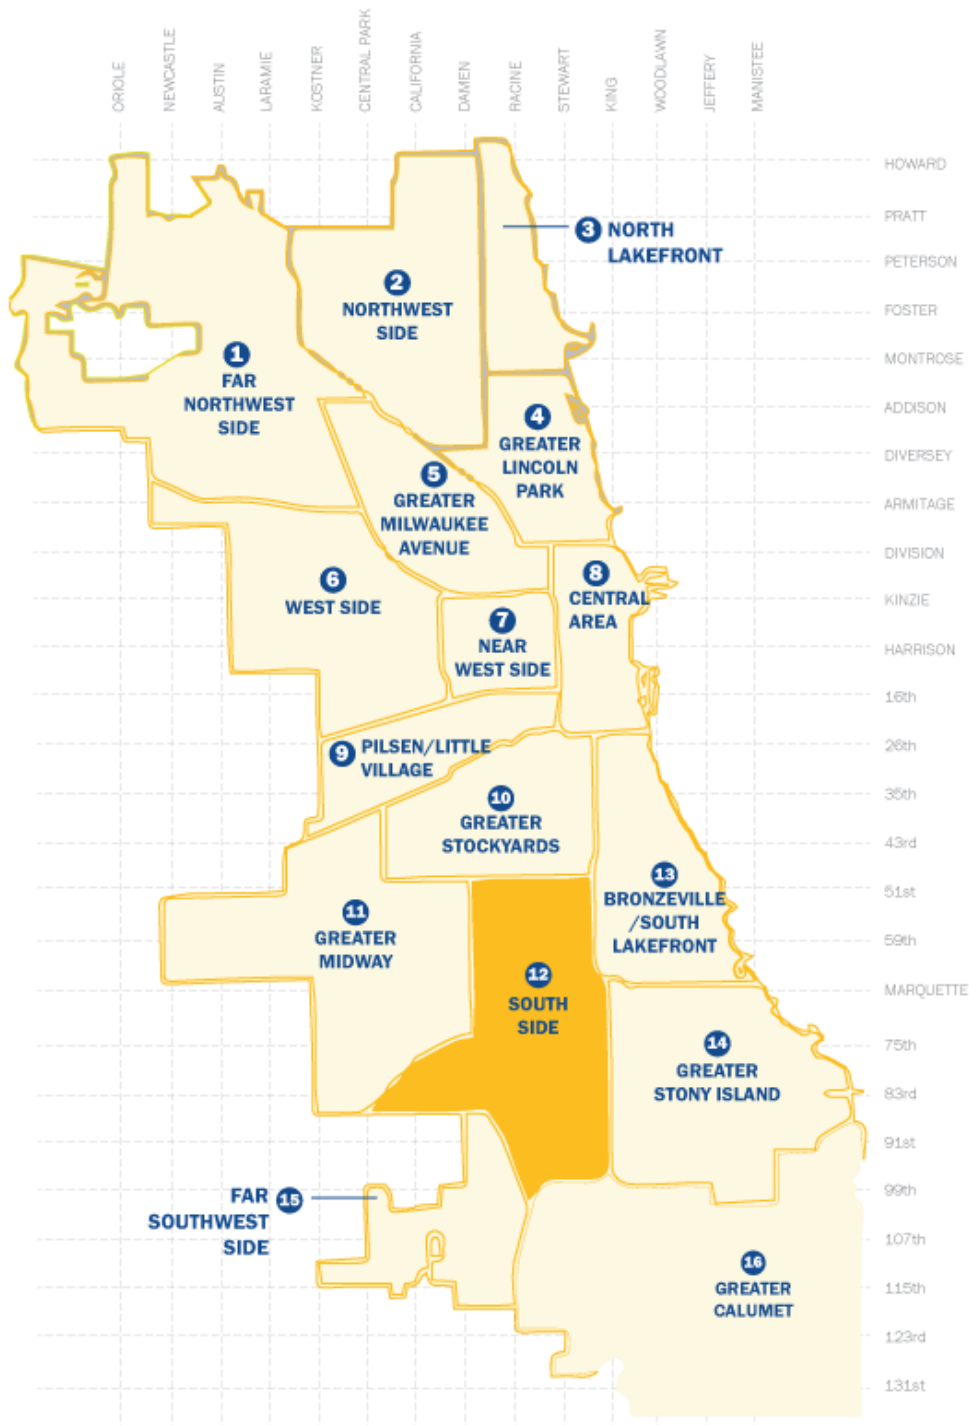 ORIOLE
NEWCASTLE
AUSTIN
LARAMIE
KOSTNER
CENTRAL PARK
CALIFORNIA
DAMEN
RACINE
STEWART
KING
WOODLAWN
JEFFERY
MANISTEE
HOWARD
PRATT
PETERSON
FOSTER
MONTROSE
ADDISON
DIVERSEY
ARMITAGE
DIVISION
KINZIE
HARRISON
16th
26th
35th
43rd
51st
59th
MARQUETTE
75th
83rd
91st
99th
107th
115th
123rd
131st
1
FAR
NORTHWEST
SIDE
2
NORTHWEST
SIDE
3 NORTH
LAKEFRONT
4
GREATER
LINCOLN
PARK
5
GREATER
MILWAUKEE
AVENUE
6
WEST SIDE
7
NEAR
WEST SIDE
8
CENTRAL
AREA
9 PILSEN/LITTLE
VILLAGE
10
GREATER
STOCKYARDS
11
GREATER
MIDWAY
12
SOUTH
SIDE
13
BRONZEVILLE
/SOUTH
LAKEFRONT
14
GREATER
STONY ISLAND
FAR 15
SOUTHWEST
SIDE
16
GREATER
CALUMET